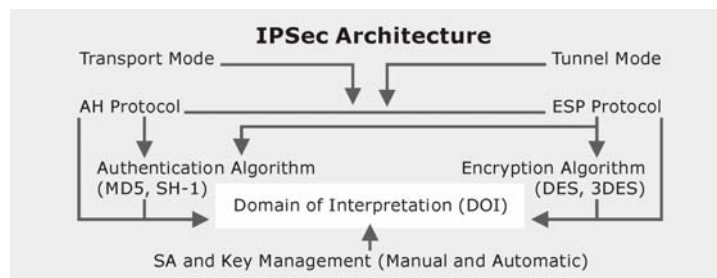 IPSec Architecture
Transport Mode
Tunnel Mode
AH Protocol
ESP Protocol
Authentication Algorithm
(MD5, SH-1)
Encryption Algorithm
(DES, 3DES)
Domain of Interpretation (DOI)
SA and Key Management (Manual and Automatic)